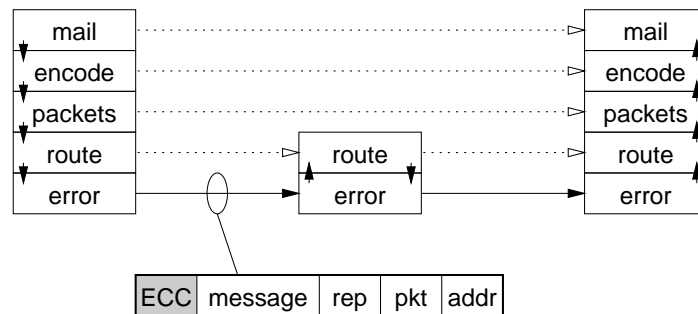 mail mail
encode encode
packets packets
route route route
error error error
ECC message rep pkt addr